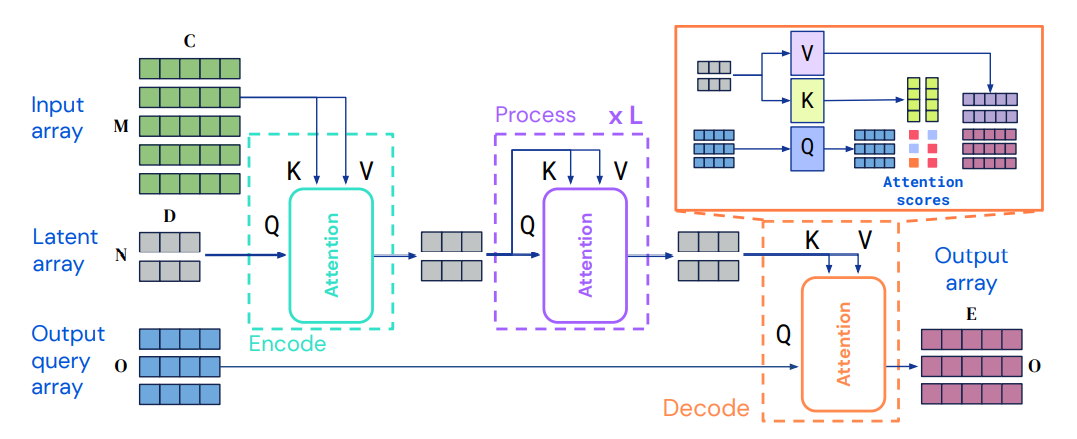 C
Input
array
M
D
Latent
array
N
Output
query
array
O
K
V
Q
Attention
Encode
Process
x L
K
V
Q
Attention
V
K
Q
Attention
scores
K
V
Q
Attention
Decode
Output
array
E
O